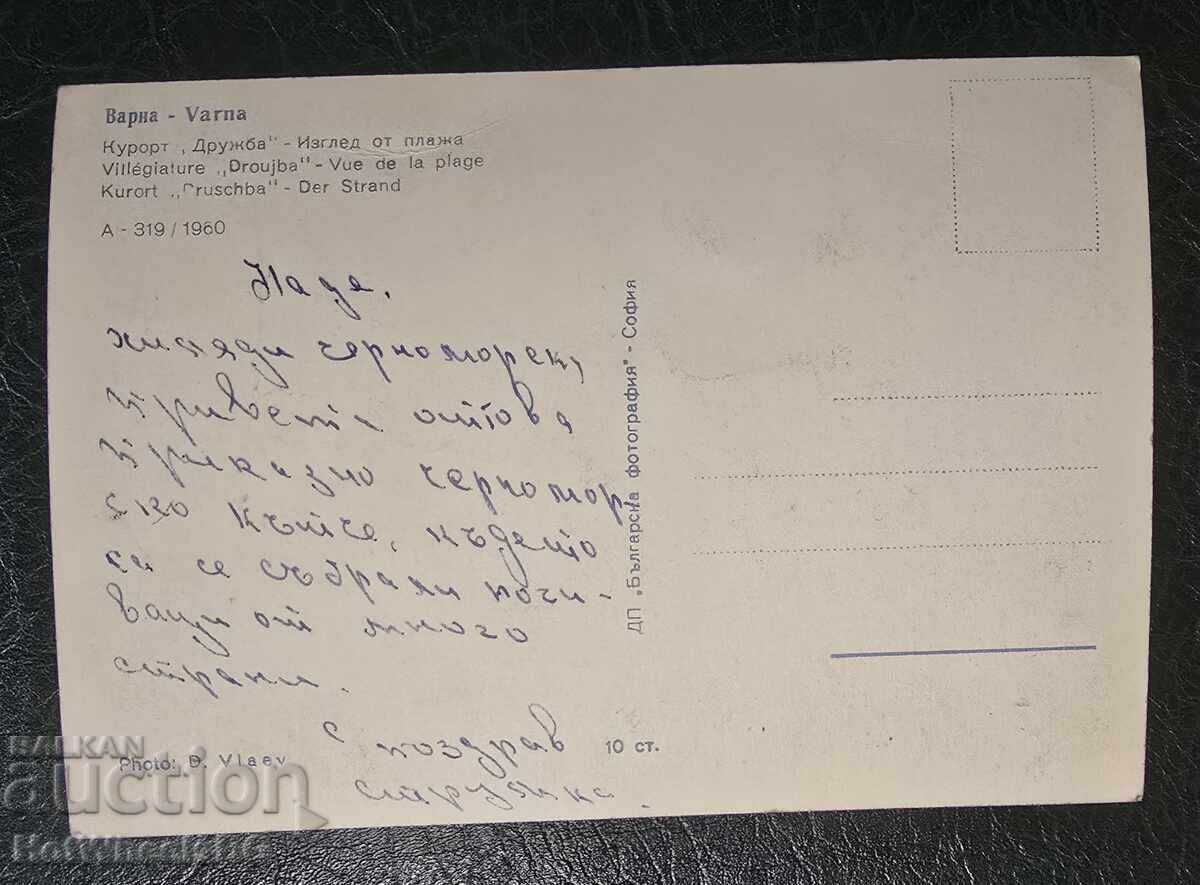 Варна - Varna
Курорт „Дружба" - Изглед от плажа
Villégiature „Droujba" - Vue de la plage
Kurort „Druschba" - Der Strand
А - 319 / 1960
Наде,
хиляди черноморски
привети от това
приказно черномор
ско кътче, където
са се събрали почи-
ващи от много
страни.
с поздрав
Photo: D. Vlaev
10 ст.
ДП „Българска фотография" - София
BALKAN
auction